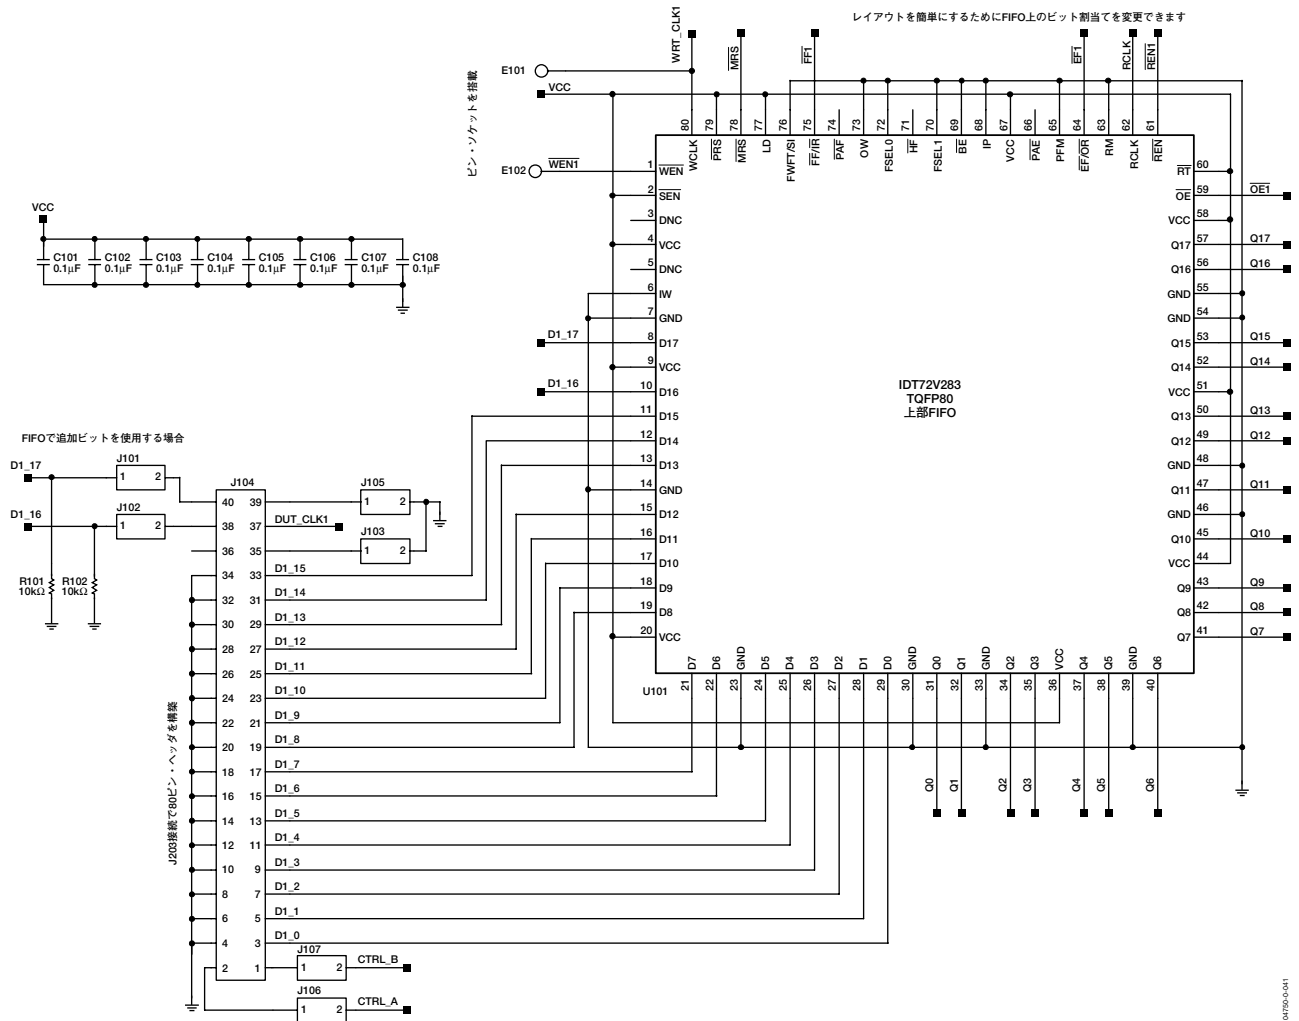 レイアウトを簡単にするためにFIFO上のビット割当てを変更できます
WRT_CLK1
MRS
FF1
EF1
RCLK
REN1
ピン・ソケットを搭載
E101
VCC
E102
WEN1
80 79 78 77 76 75 74 73 72 71 70 69 68 67 66 65 64 63 62 61
WCLK PRS MRS LD FWFT/SI FF/IR PAF OW FSEL0 HF FSEL1 BE IP VCC PAE PFM EF/OR RM RCLK REN
1 WEN
2 SEN
3 DNC
4 VCC
5 DNC
6 IW
7 GND
D1_17 8 D17
9 VCC
D1_16 10 D16
11 D15
12 D14
13 D13
14 GND
15 D12
16 D11
17 D10
18 D9
19 D8
20 VCC
IDT72V283
TQFP80
上部FIFO
RT 60
OE 59 OE1
VCC 58
Q17 57 Q17
Q16 56 Q16
GND 55
GND 54
Q15 53 Q15
Q14 52 Q14
VCC 51
Q13 50 Q13
Q12 49 Q12
GND 48
Q11 47 Q11
GND 46
Q10 45 Q10
VCC 44
Q9 43 Q9
Q8 42 Q8
Q7 41 Q7
D7 D6 GND D5 D4 D3 D2 D1 D0 GND Q0 Q1 GND Q2 Q3 VCC Q4 Q5 GND Q6
U101
21 22 23 24 25 26 27 28 29 30 31 32 33 34 35 36 37 38 39 40
Q0 Q1 Q2 Q3 Q4 Q5 Q6
VCC
C101 C102 C103 C104 C105 C106 C107 C108
0.1µF 0.1µF 0.1µF 0.1µF 0.1µF 0.1µF 0.1µF 0.1µF
FIFOで追加ビットを使用する場合
D1_17
J101
1 2
D1_16
J102
1 2
R101
10kΩ
R102
10kΩ
J203接続で80ピン・ヘッダを構築
J104
J105
1 2
J103
1 2
40 39
38 37 DUT_CLK1
36 35
34 33 D1_15
32 31 D1_14
30 29 D1_13
28 27 D1_12
26 25 D1_11
24 23 D1_10
22 21 D1_9
20 19 D1_8
18 17 D1_7
16 15 D1_6
14 13 D1_5
12 11 D1_4
10 9 D1_3
8 7 D1_2
6 5 D1_1
4 3 D1_0
2 1
J107
1 2 CTRL_B
J106
1 2 CTRL_A
04750-0-041